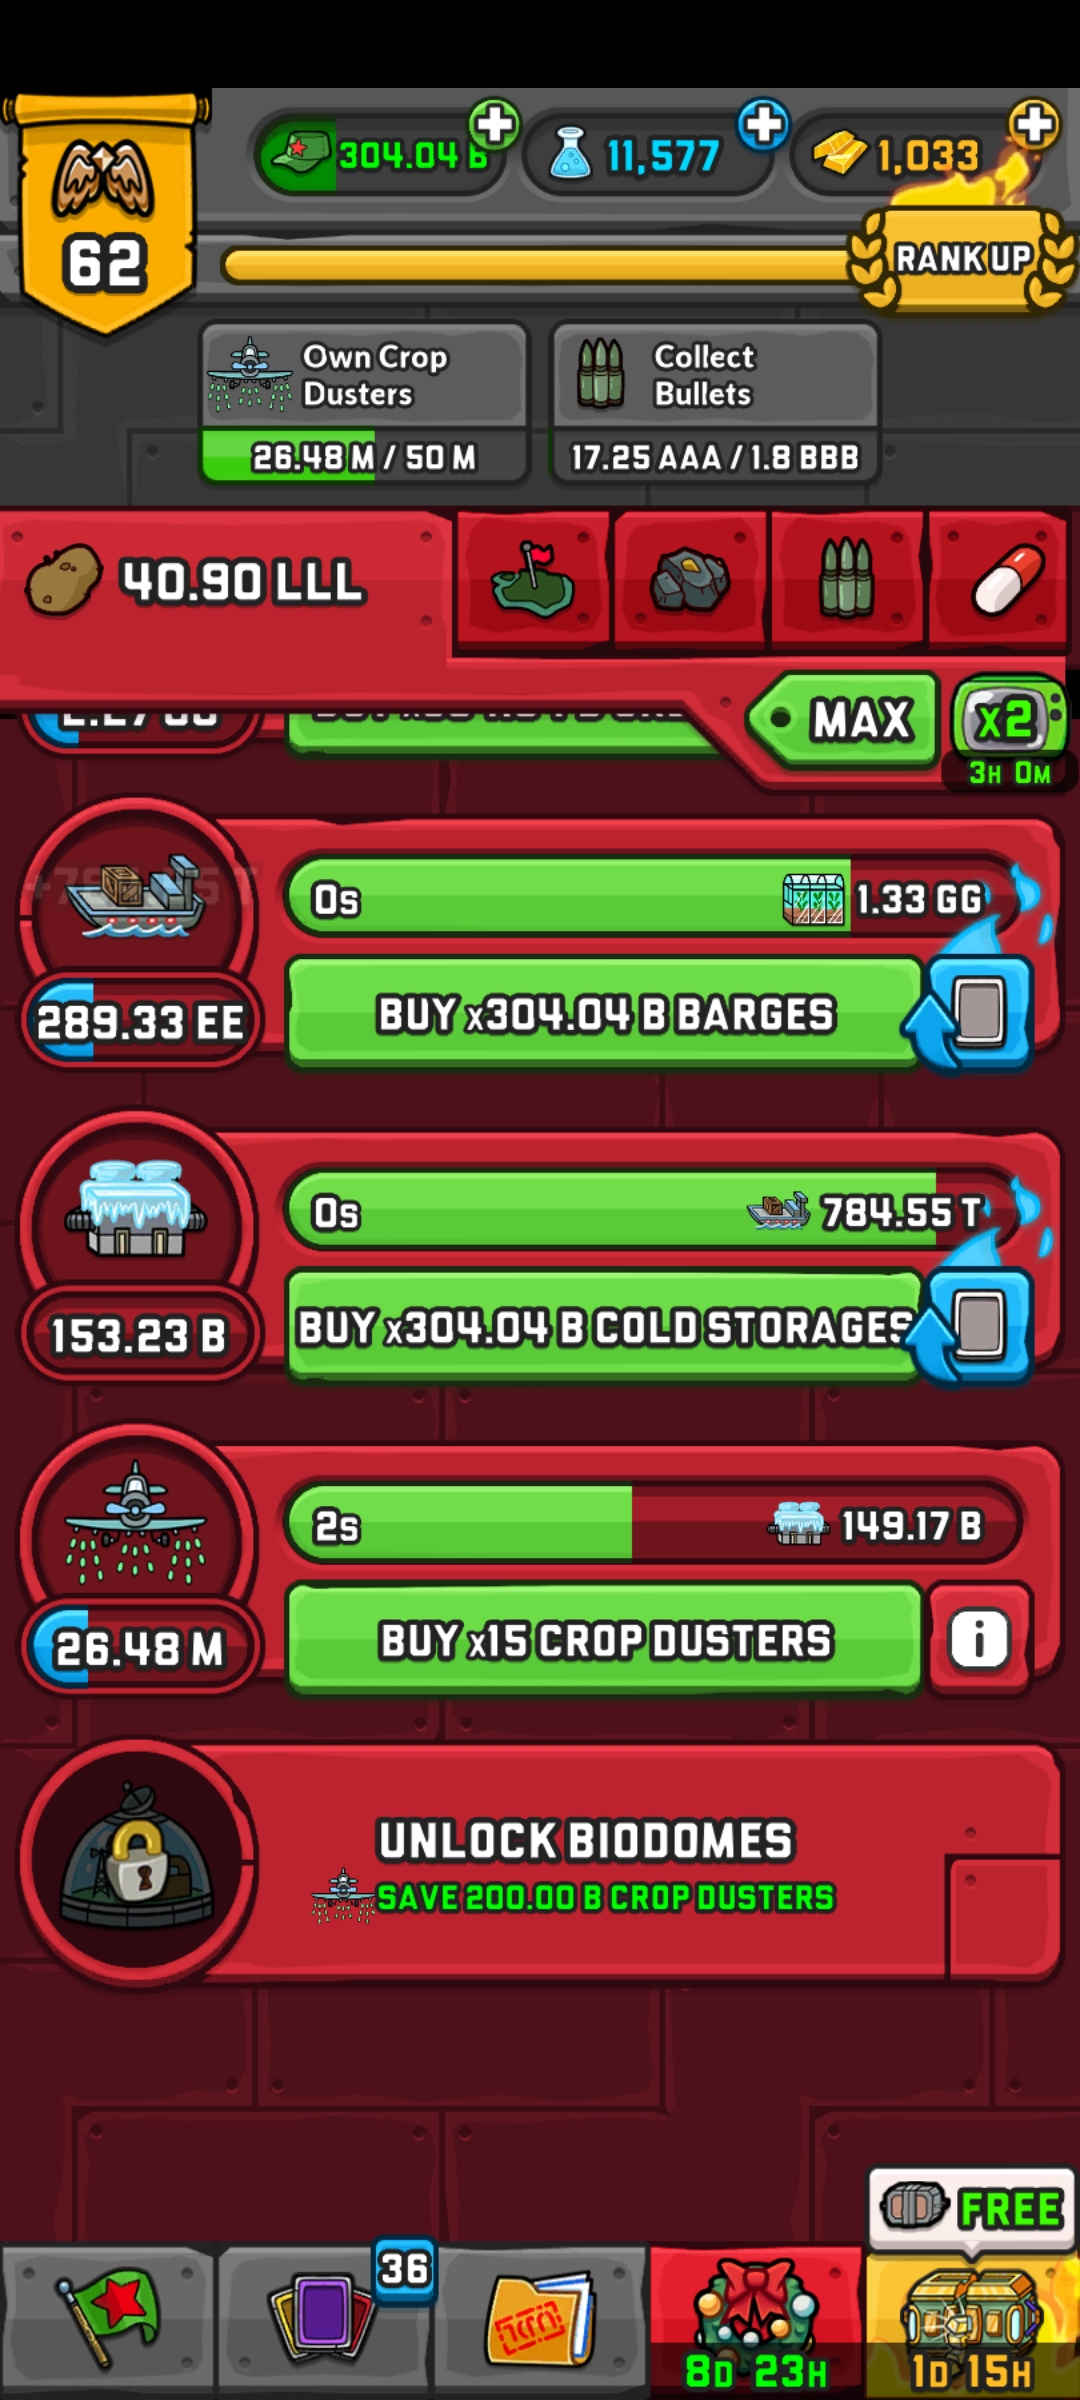 304.04 B
11,577
1,033
62
RANK UP
Own Crop
Dusters
26.48 M / 50 M
Collect
Bullets
17.25 AAA / 1.8 BBB
40.90 LLL
MAX
x2
3H 0M
0s
1.33 GG
289.33 EE
BUY x304.04 B BARGES
0s
784.55 T
153.23 B
BUY x304.04 B COLD STORAGES
2s
149.17 B
26.48 M
BUY x15 CROP DUSTERS
i
UNLOCK BIODOMES
SAVE 200.00 B CROP DUSTERS
FREE
36
8D 23H
1D 15H